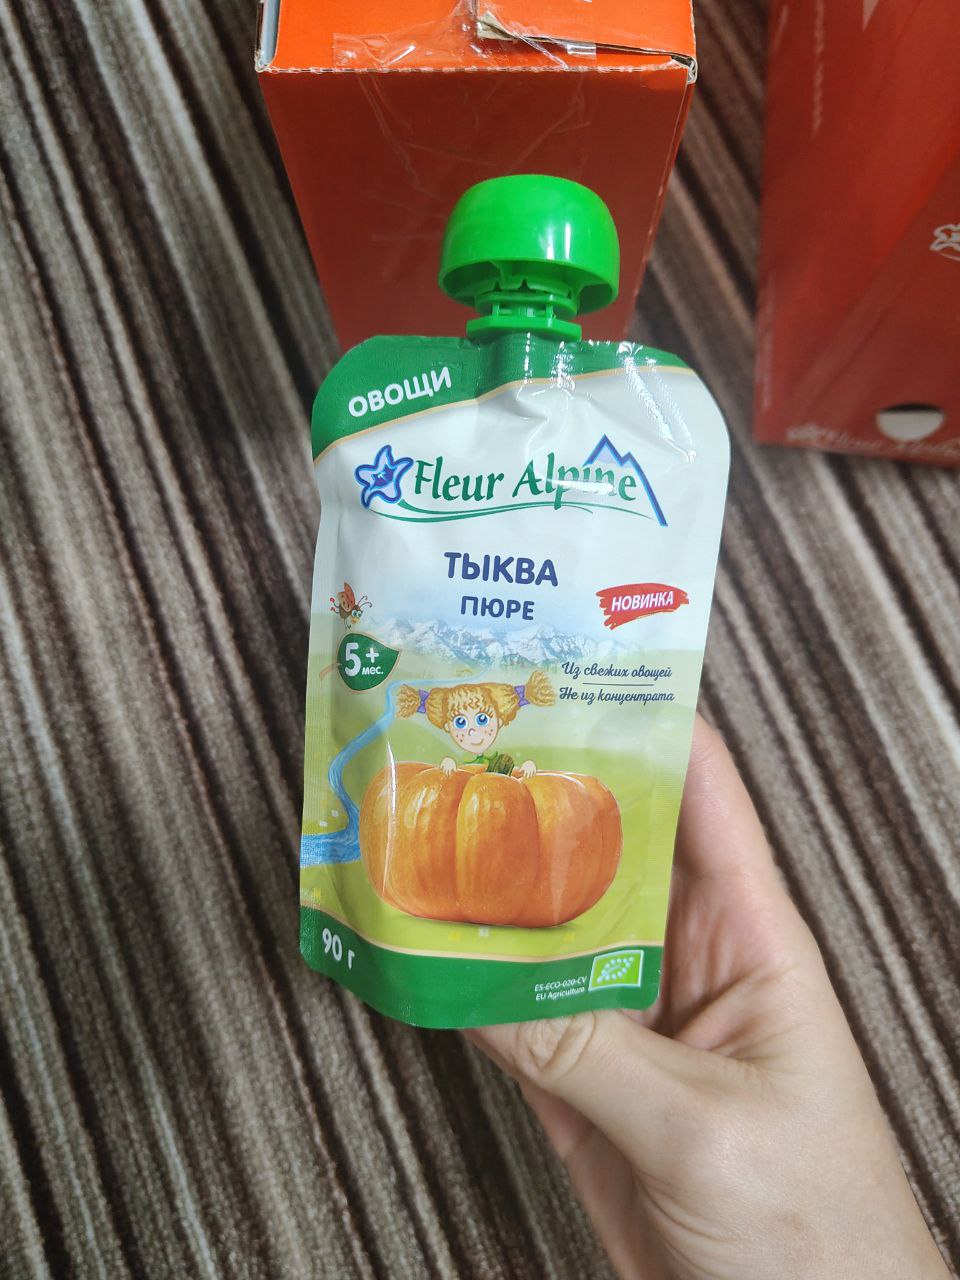 ОВОЩИ
Fleur Alpine
ТЫКВА
ПЮРЕ
НОВИНКА
5+
мес.
Из свежих овощей
Не из концентрата
90 г
ES-ECO-020-CV
EU Agriculture